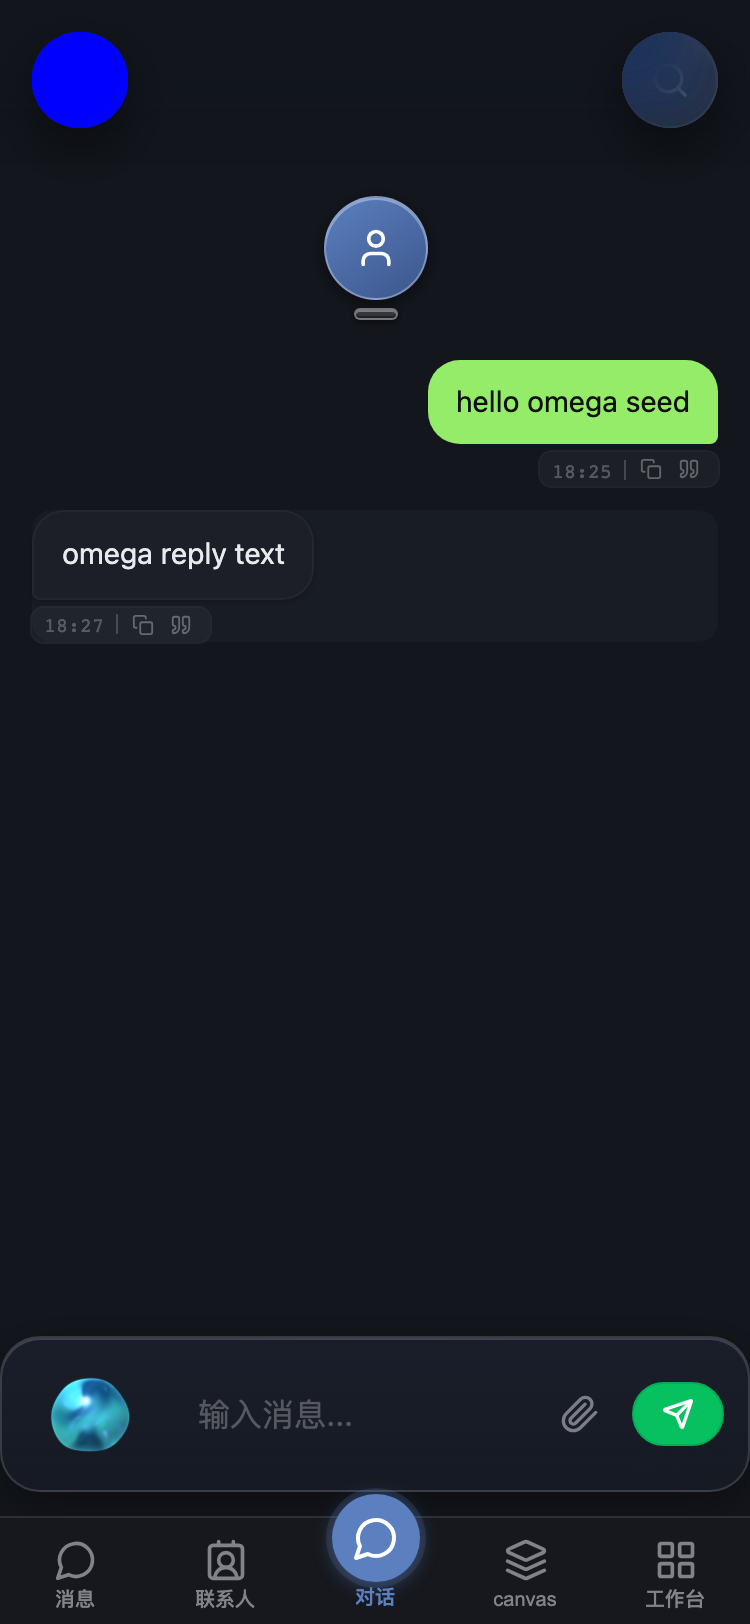 hello omega seed
18:25
omega reply text
18:27
输入消息...
消息
联系人
对话
canvas
工作台